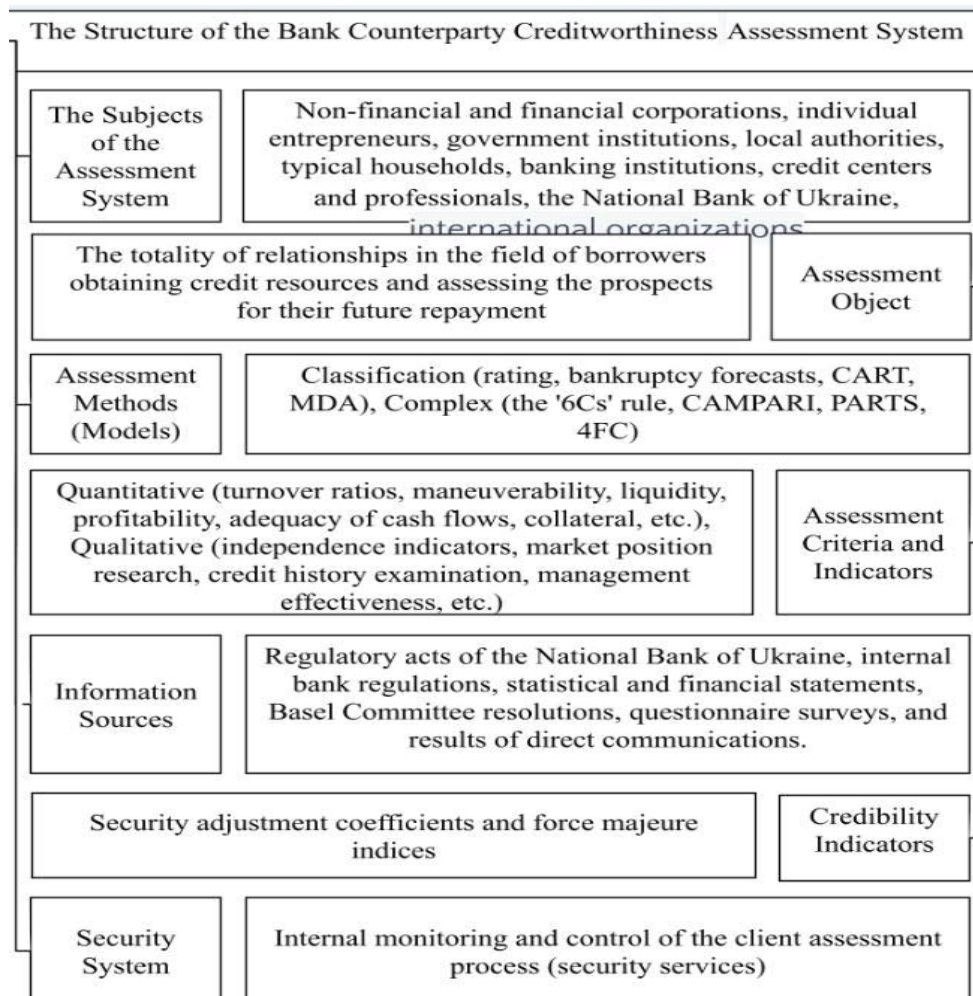 The Structure of the Bank Counterparty Creditworthiness Assessment System
The Subjects
of the
Assessment
System
Non-financial and financial corporations, individual
entrepreneurs, government institutions, local authorities,
typical households, banking institutions, credit centers
and professionals, the National Bank of Ukraine,
international organizations
The totality of relationships in the field of borrowers
obtaining credit resources and assessing the prospects
for their future repayment
Assessment
Object
Assessment
Methods
(Models)
Classification (rating, bankruptcy forecasts, CART,
MDA), Complex (the '6Cs' rule, CAMPARI, PARTS,
4FC)
Quantitative (turnover ratios, maneuverability, liquidity,
profitability, adequacy of cash flows, collateral, etc.),
Qualitative (independence indicators, market position
research, credit history examination, management
effectiveness, etc.)
Assessment
Criteria and
Indicators
Information
Sources
Regulatory acts of the National Bank of Ukraine, internal
bank regulations, statistical and financial statements,
Basel Committee resolutions, questionnaire surveys, and
results of direct communications.
Security adjustment coefficients and force majeure
indices
Credibility
Indicators
Security
System
Internal monitoring and control of the client assessment
process (security services)